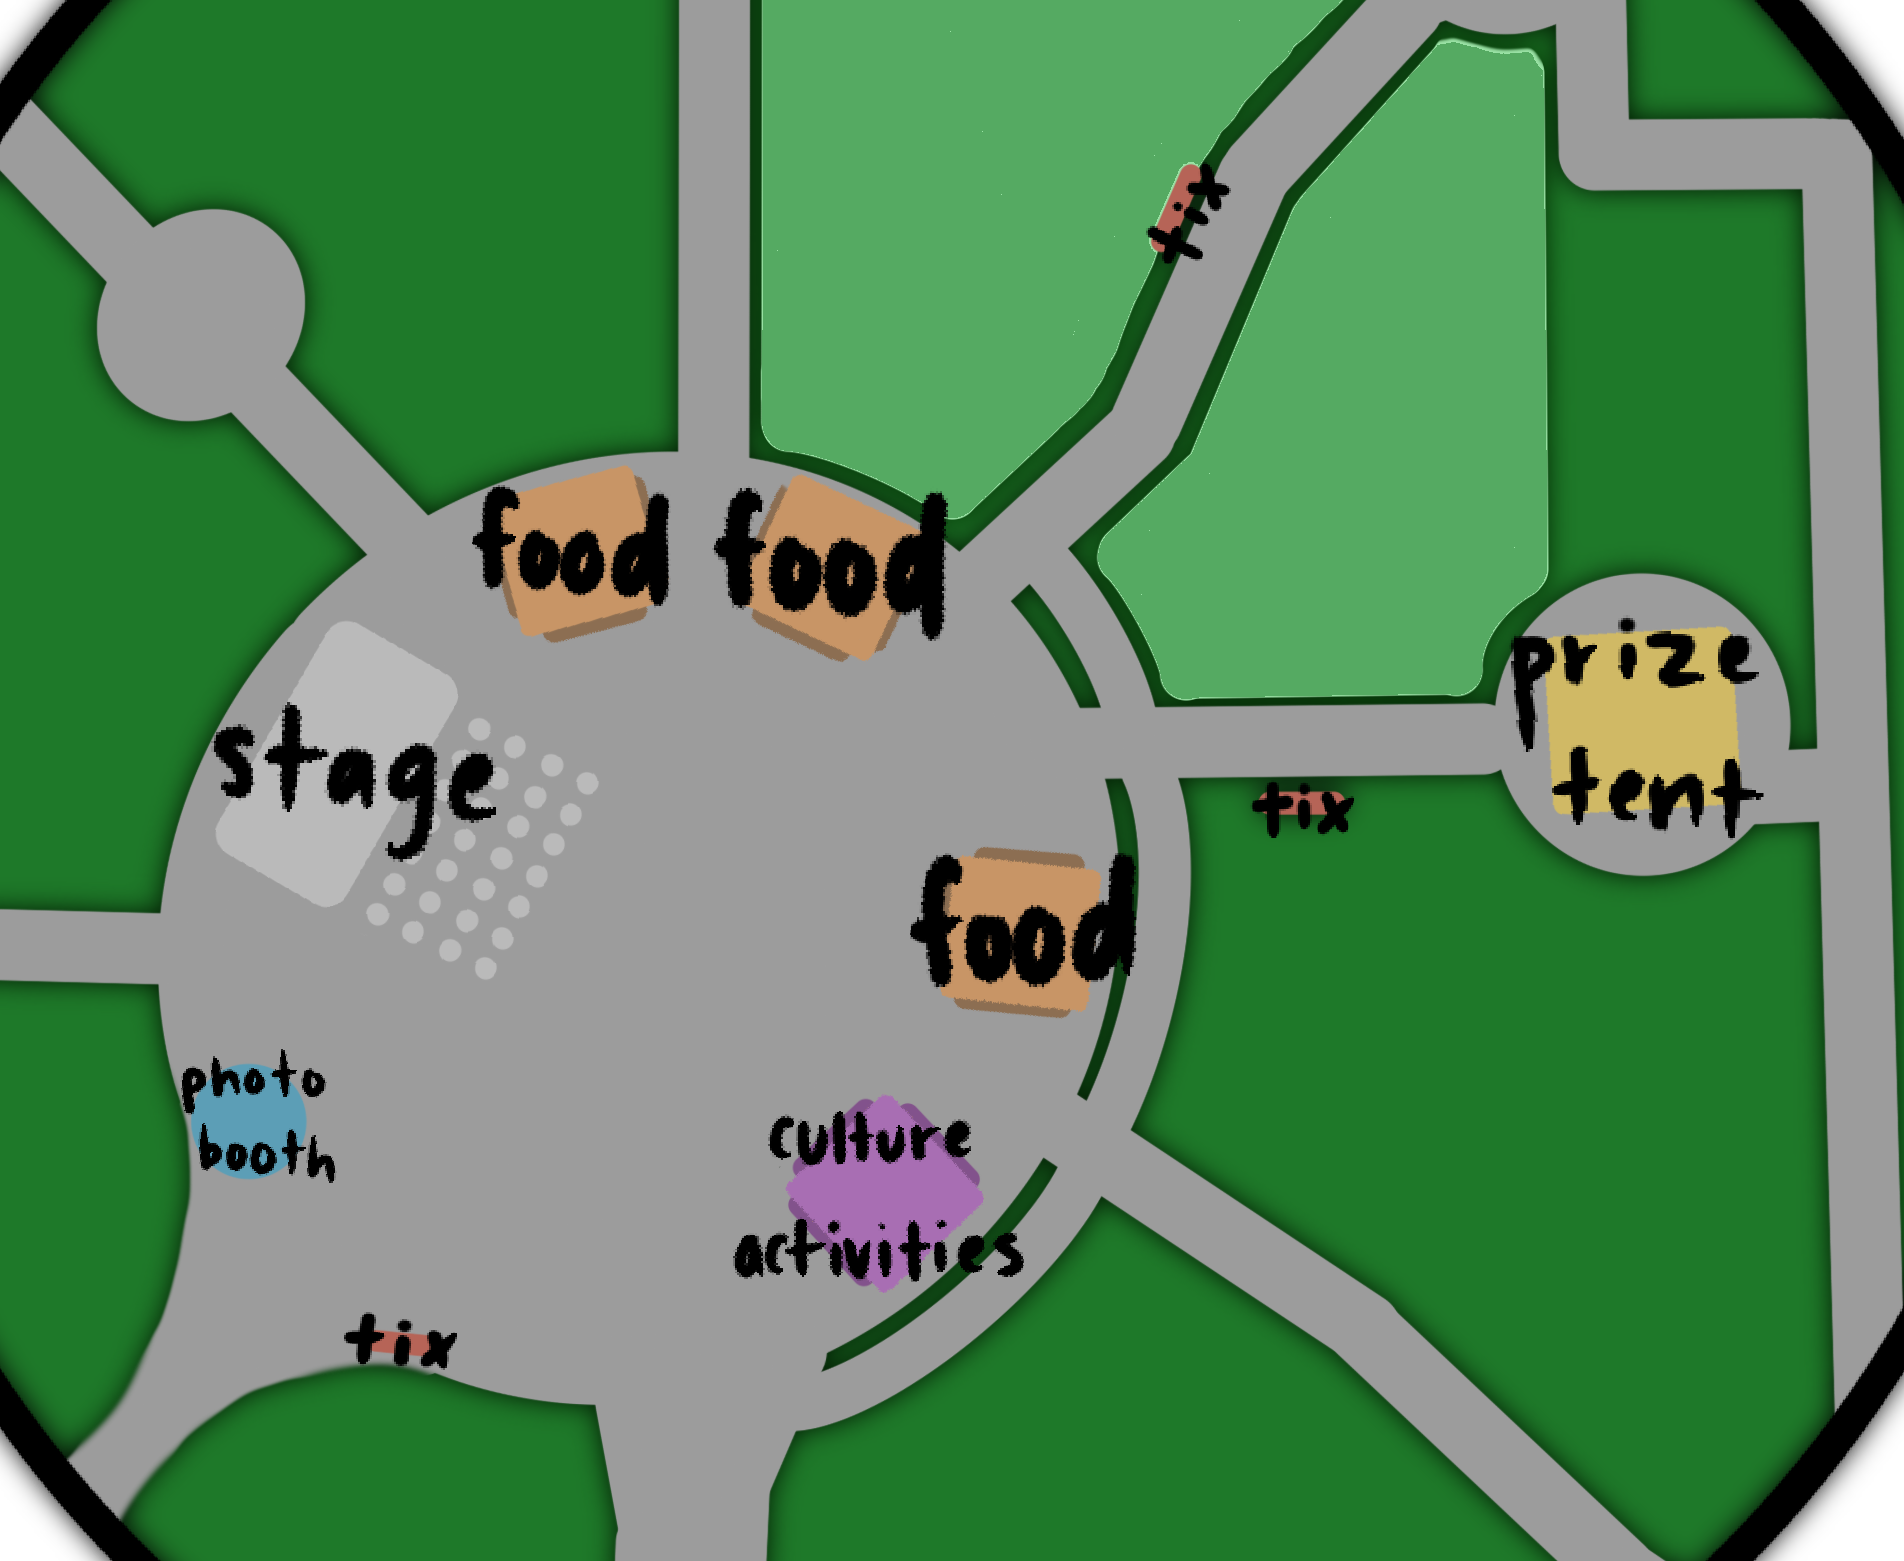 tix
food
food
prize
tent
stage
tix
food
photo
booth
culture
activities
tix